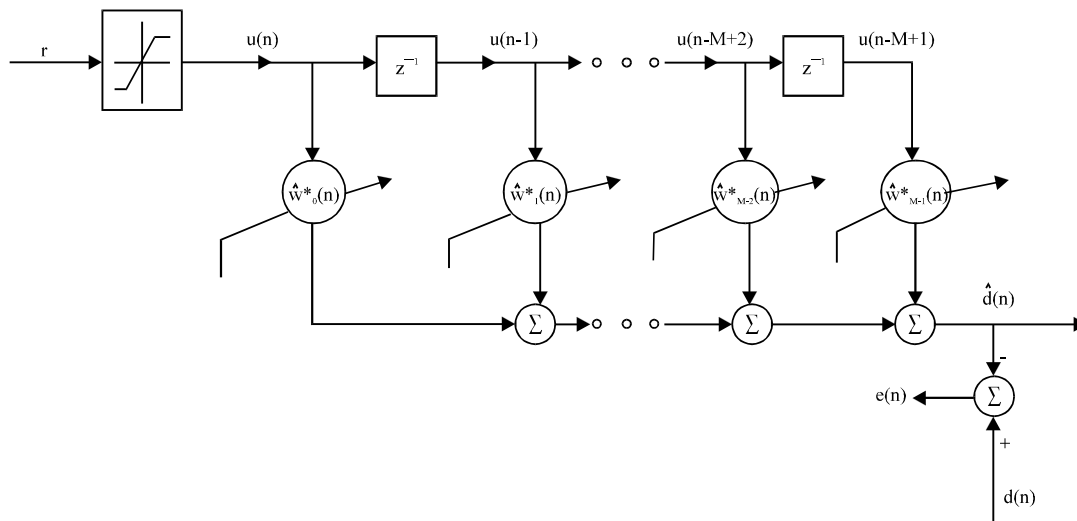 r
u(n)
z⁻¹
u(n-1)
u(n-M+2)
z⁻¹
u(n-M+1)
ŵ*₀(n)
ŵ*₁(n)
ŵ*M-2(n)
ŵ*M-1(n)
Σ
Σ
Σ
d̂(n)
-
e(n)
Σ
+
d(n)